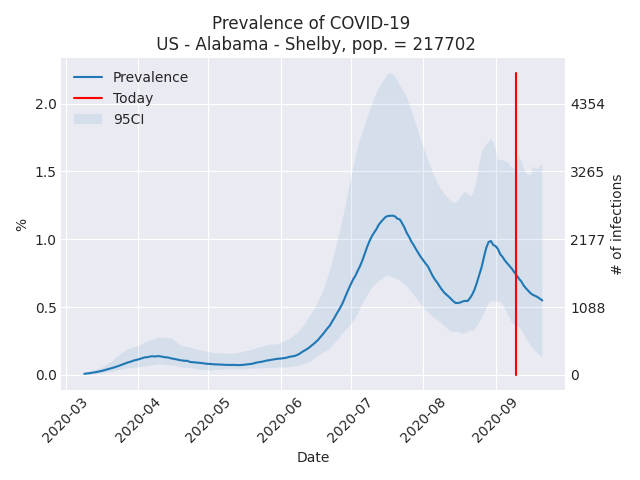 Prevalence of COVID-19
US - Alabama - Shelby, pop. = 217702
Prevalence
Today
95CI
2.0
1.5
1.0
0.5
0.0
%
4354
3265
2177
1088
0
# of infections
2020-03
2020-04
2020-05
2020-06
2020-07
2020-08
2020-09
Date